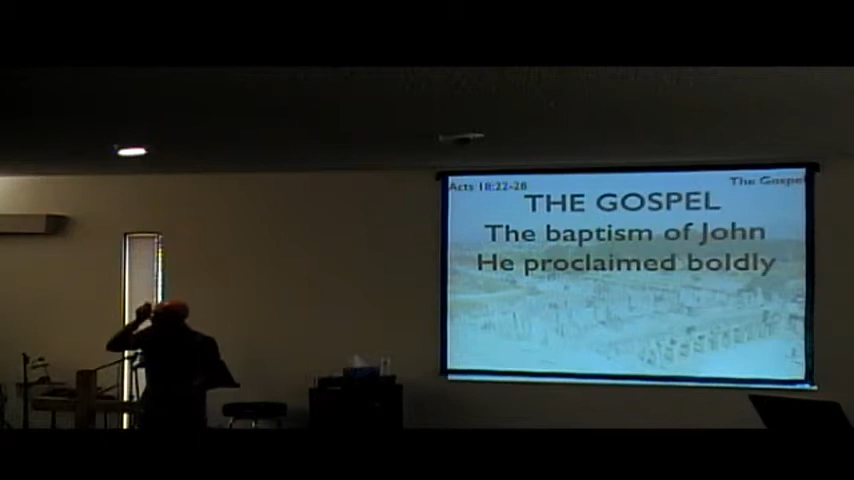 Acts 18:22-28
The Gospel
THE GOSPEL
The baptism of John
He proclaimed boldly